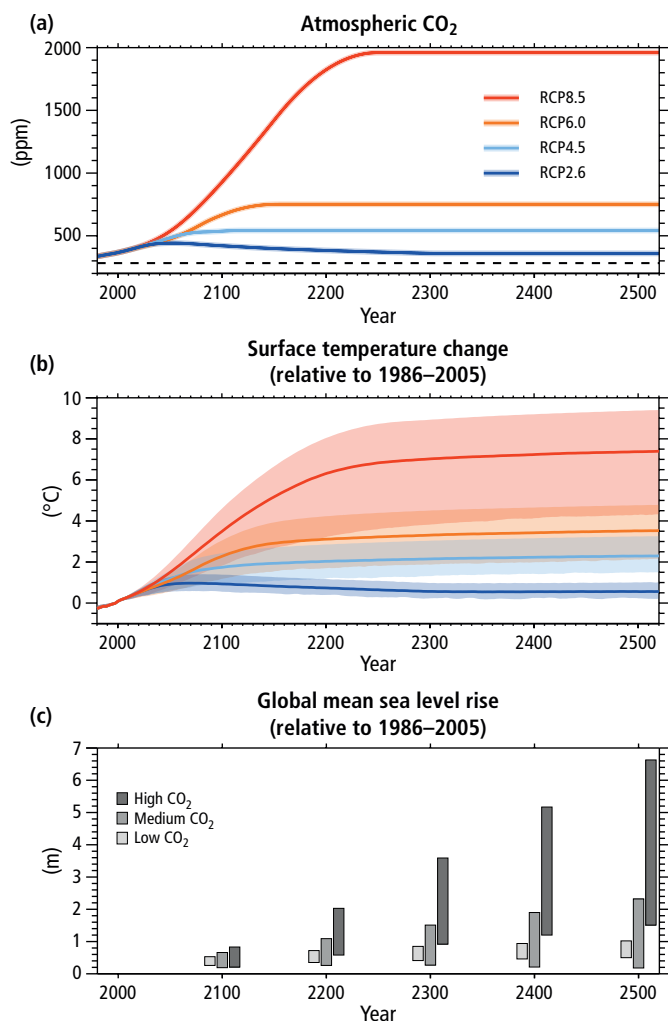 (a)
Atmospheric CO₂
2000
1500
1000
500
(ppm)
RCP8.5
RCP6.0
RCP4.5
RCP2.6
2000 2100 2200 2300 2400 2500
Year
(b)
Surface temperature change
(relative to 1986–2005)
10
8
6
4
2
0
(°C)
2000 2100 2200 2300 2400 2500
Year
(c)
Global mean sea level rise
(relative to 1986–2005)
7
6
5
4
3
2
1
0
(m)
High CO₂
Medium CO₂
Low CO₂
2000 2100 2200 2300 2400 2500
Year